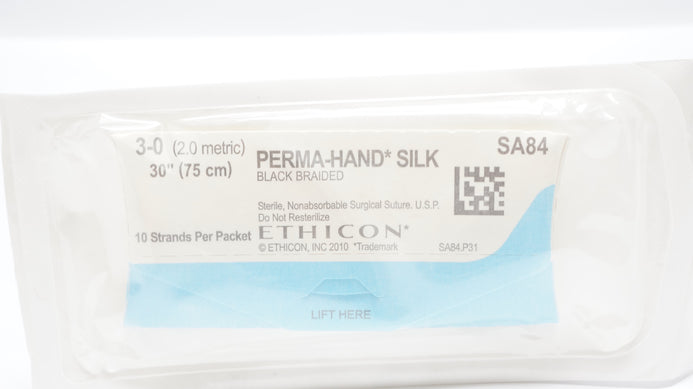 3-0 (2.0 metric)
30" (75 cm)
PERMA-HAND* SILK
BLACK BRAIDED
SA84
Sterile, Nonabsorbable Surgical Suture. U.S.P.
Do Not Resterilize
10 Strands Per Packet
ETHICON*
© ETHICON, INC 2010 *Trademark
SA84.P31
LIFT HERE